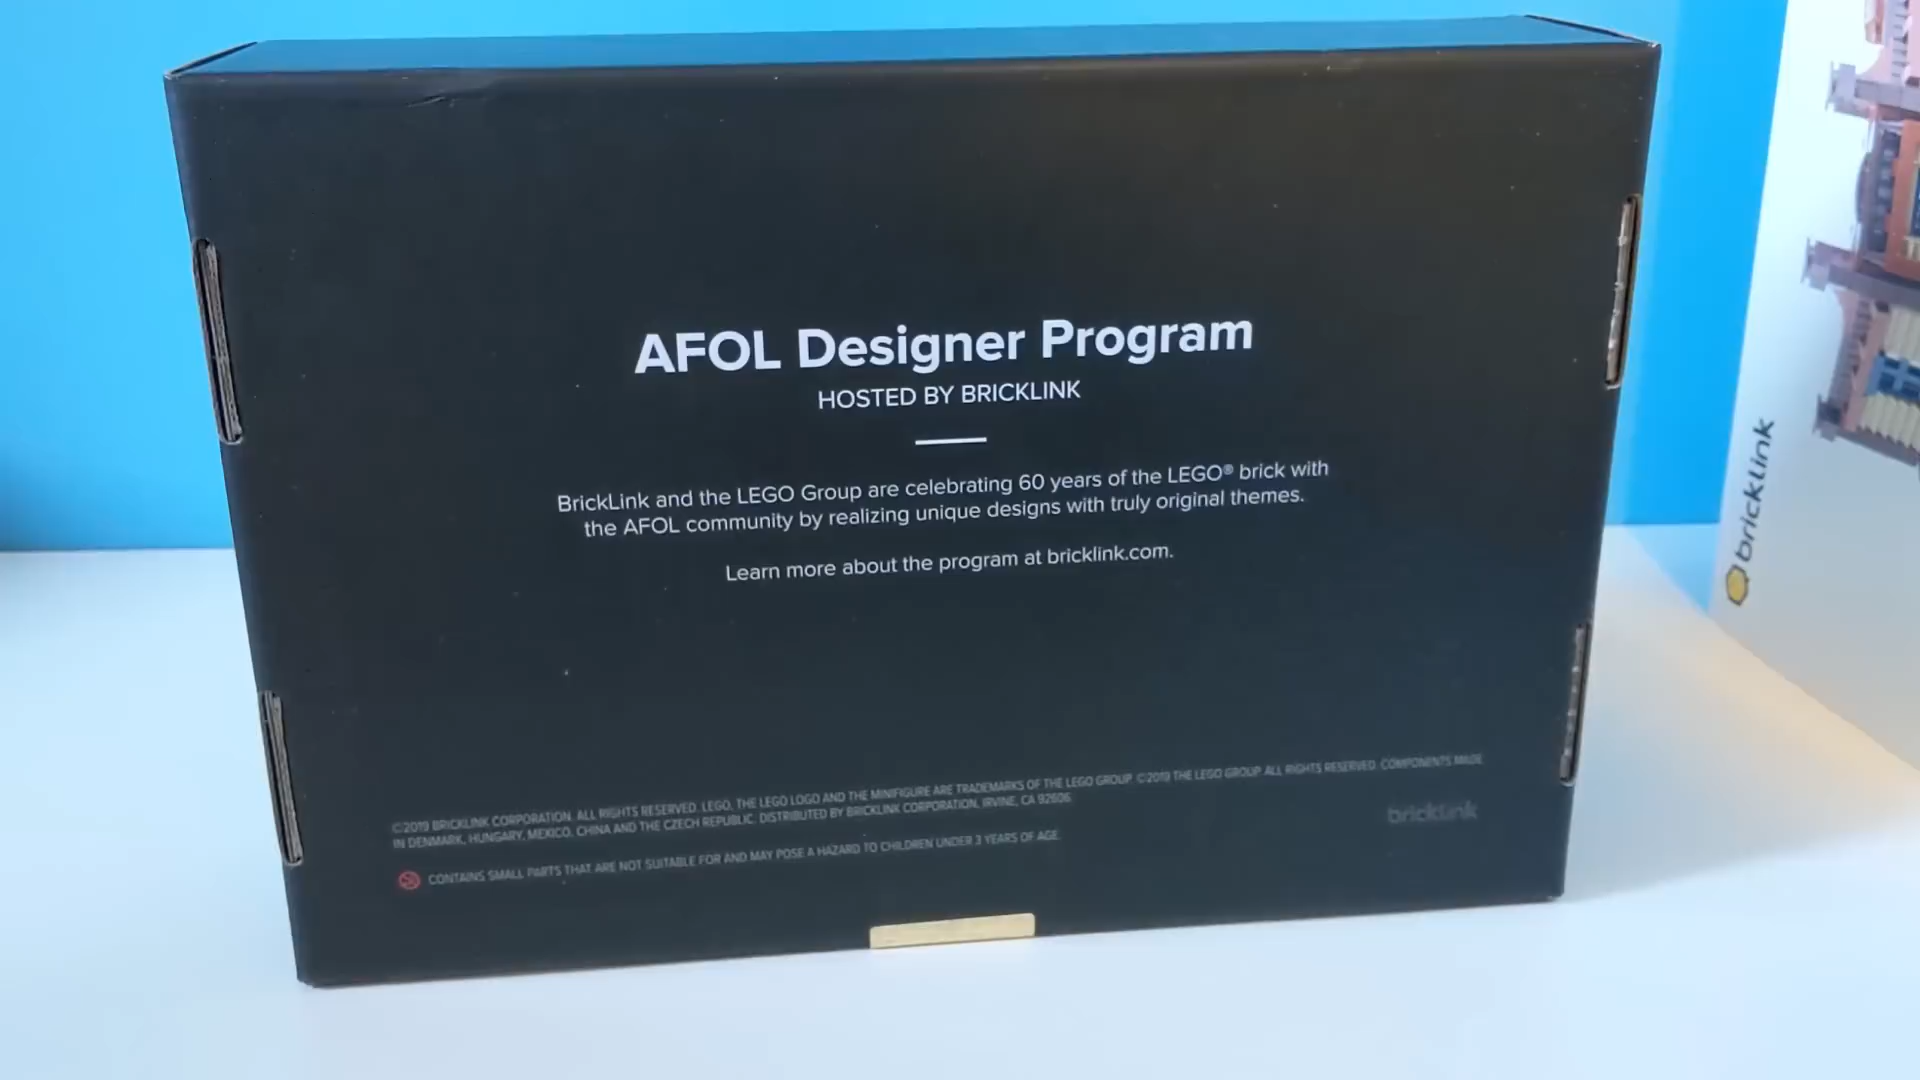 AFOL Designer Program
HOSTED BY BRICKLINK
BrickLink and the LEGO Group are celebrating 60 years of the LEGO® brick with
the AFOL community by realizing unique designs with truly original themes.
Learn more about the program at bricklink.com.
©2019 BRICKLINK CORPORATION. ALL RIGHTS RESERVED. LEGO, THE LEGO LOGO AND THE MINIFIGURE ARE TRADEMARKS OF THE LEGO GROUP. ©2019 THE LEGO GROUP. ALL RIGHTS RESERVED. COMPONENTS MADE
IN DENMARK, HUNGARY, MEXICO, CHINA AND THE CZECH REPUBLIC. DISTRIBUTED BY BRICKLINK CORPORATION, IRVINE, CA 92606
CONTAINS SMALL PARTS THAT ARE NOT SUITABLE FOR AND MAY POSE A HAZARD TO CHILDREN UNDER 3 YEARS OF AGE.
bricklink
bricklink